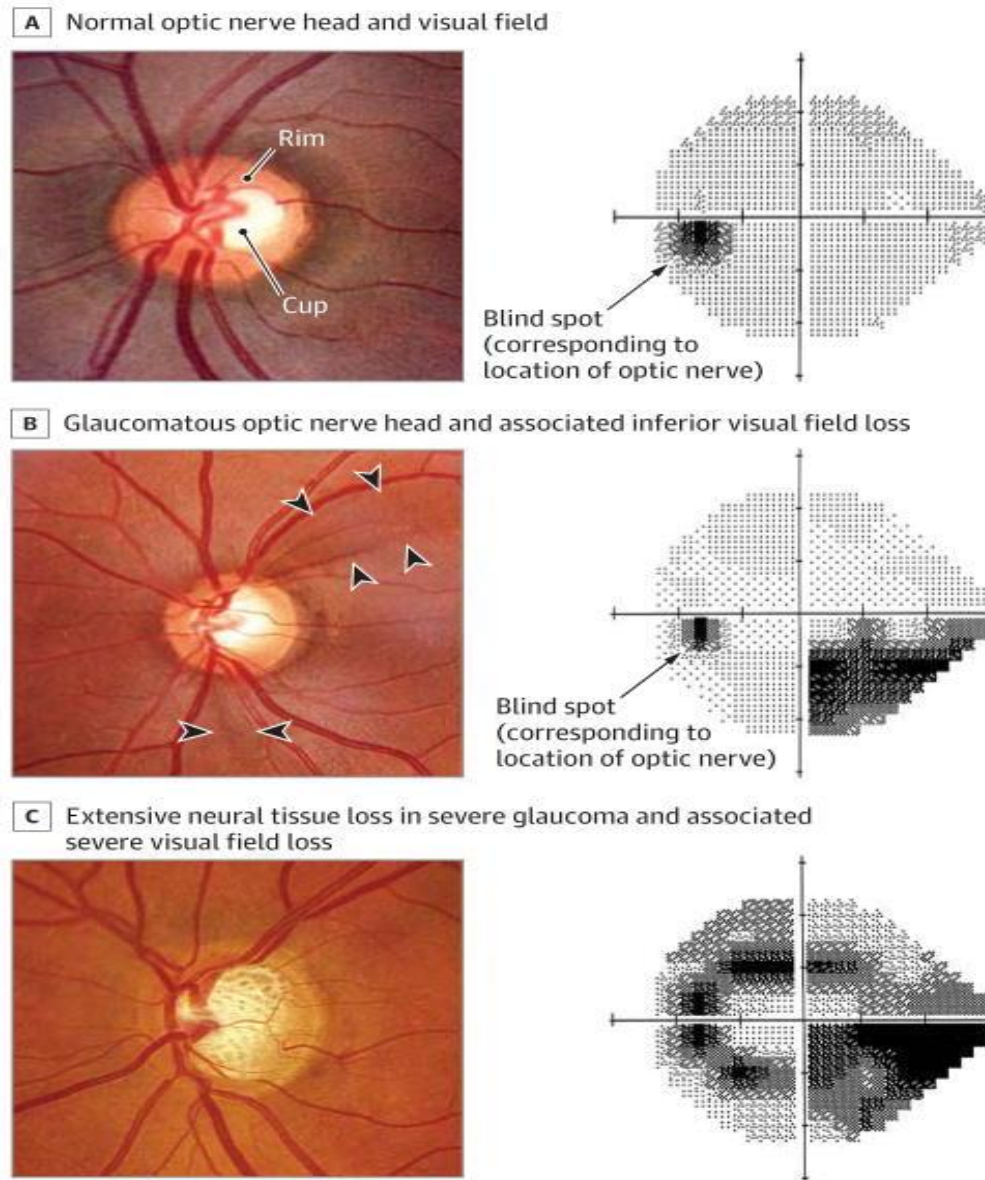 A Normal optic nerve head and visual field
Rim
Cup
Blind spot
(corresponding to
location of optic nerve)
B Glaucomatous optic nerve head and associated inferior visual field loss
Blind spot
(corresponding to
location of optic nerve)
C Extensive neural tissue loss in severe glaucoma and associated
severe visual field loss